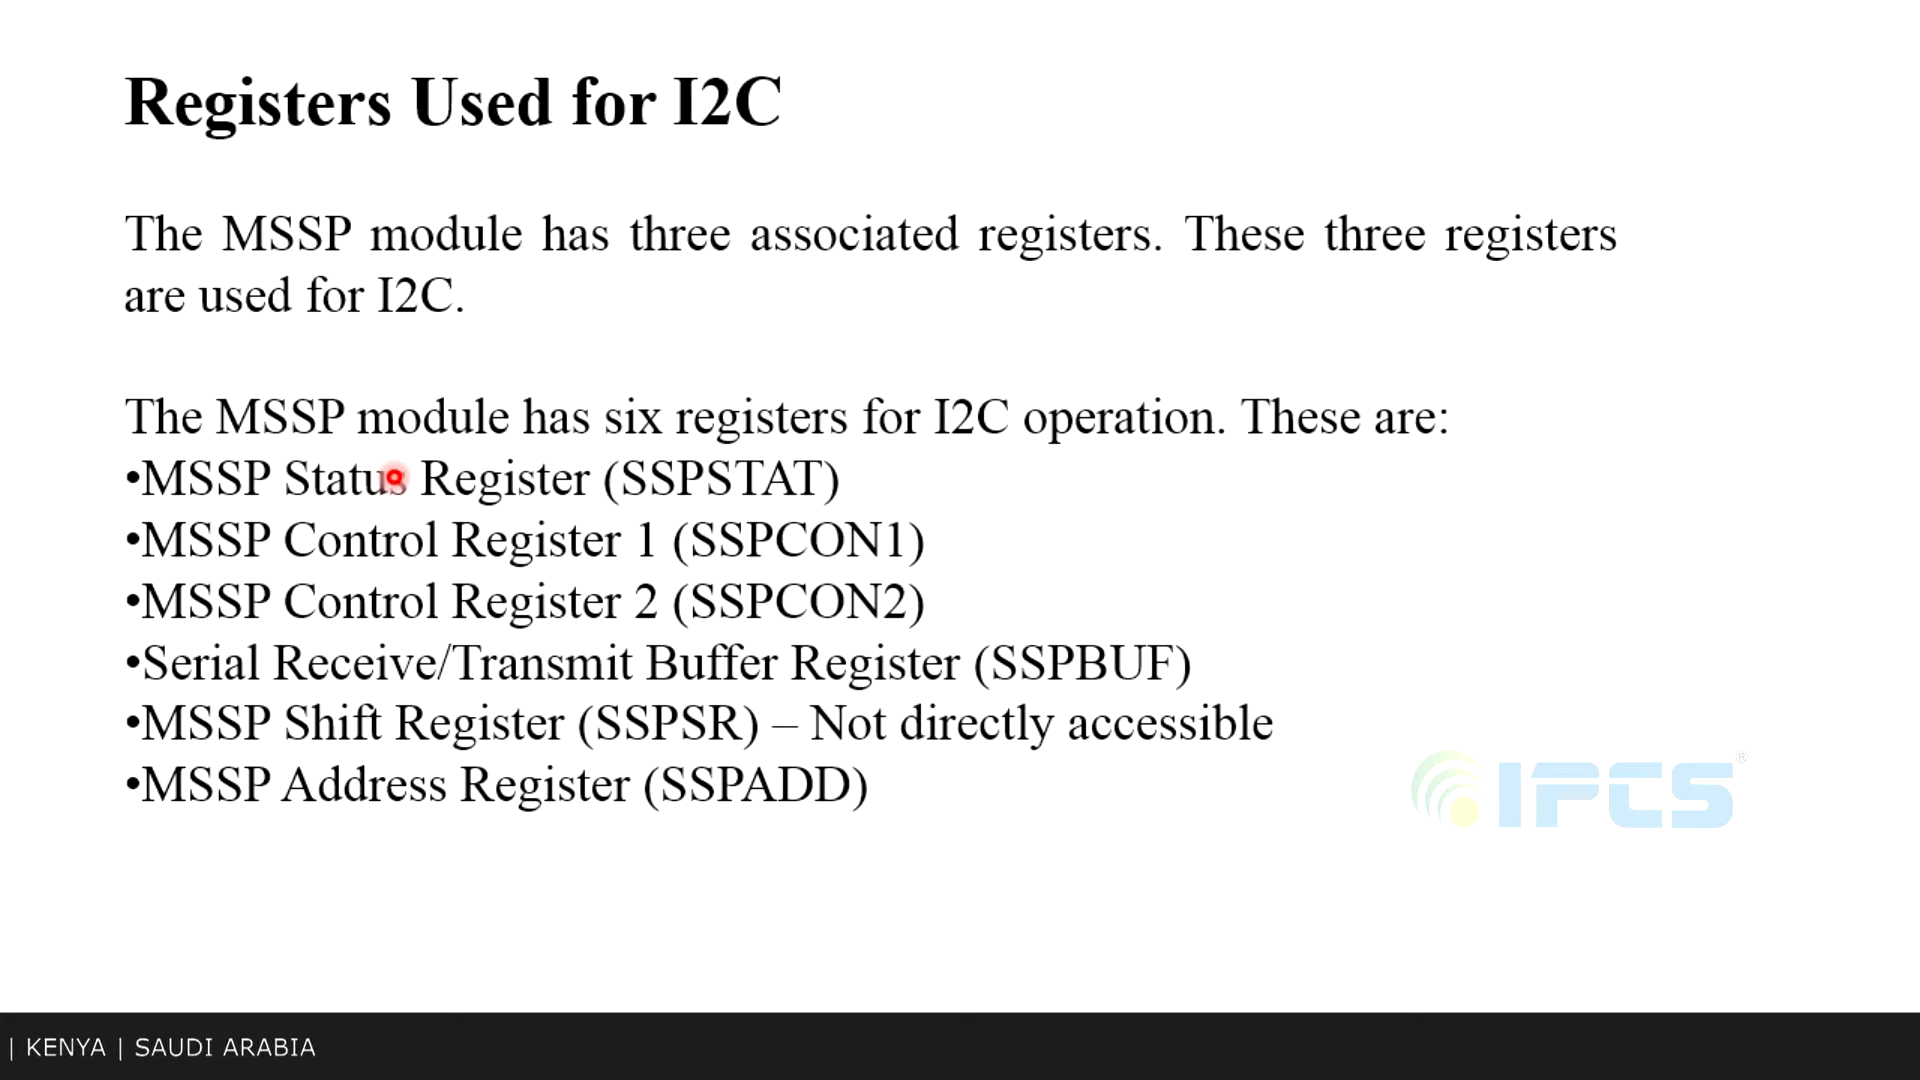 Registers Used for I2C
The MSSP module has three associated registers. These three registers
are used for I2C.
The MSSP module has six registers for I2C operation. These are:
•MSSP Status Register (SSPSTAT)
•MSSP Control Register 1 (SSPCON1)
•MSSP Control Register 2 (SSPCON2)
•Serial Receive/Transmit Buffer Register (SSPBUF)
•MSSP Shift Register (SSPSR) – Not directly accessible
•MSSP Address Register (SSPADD)
IPCS®
| KENYA | SAUDI ARABIA